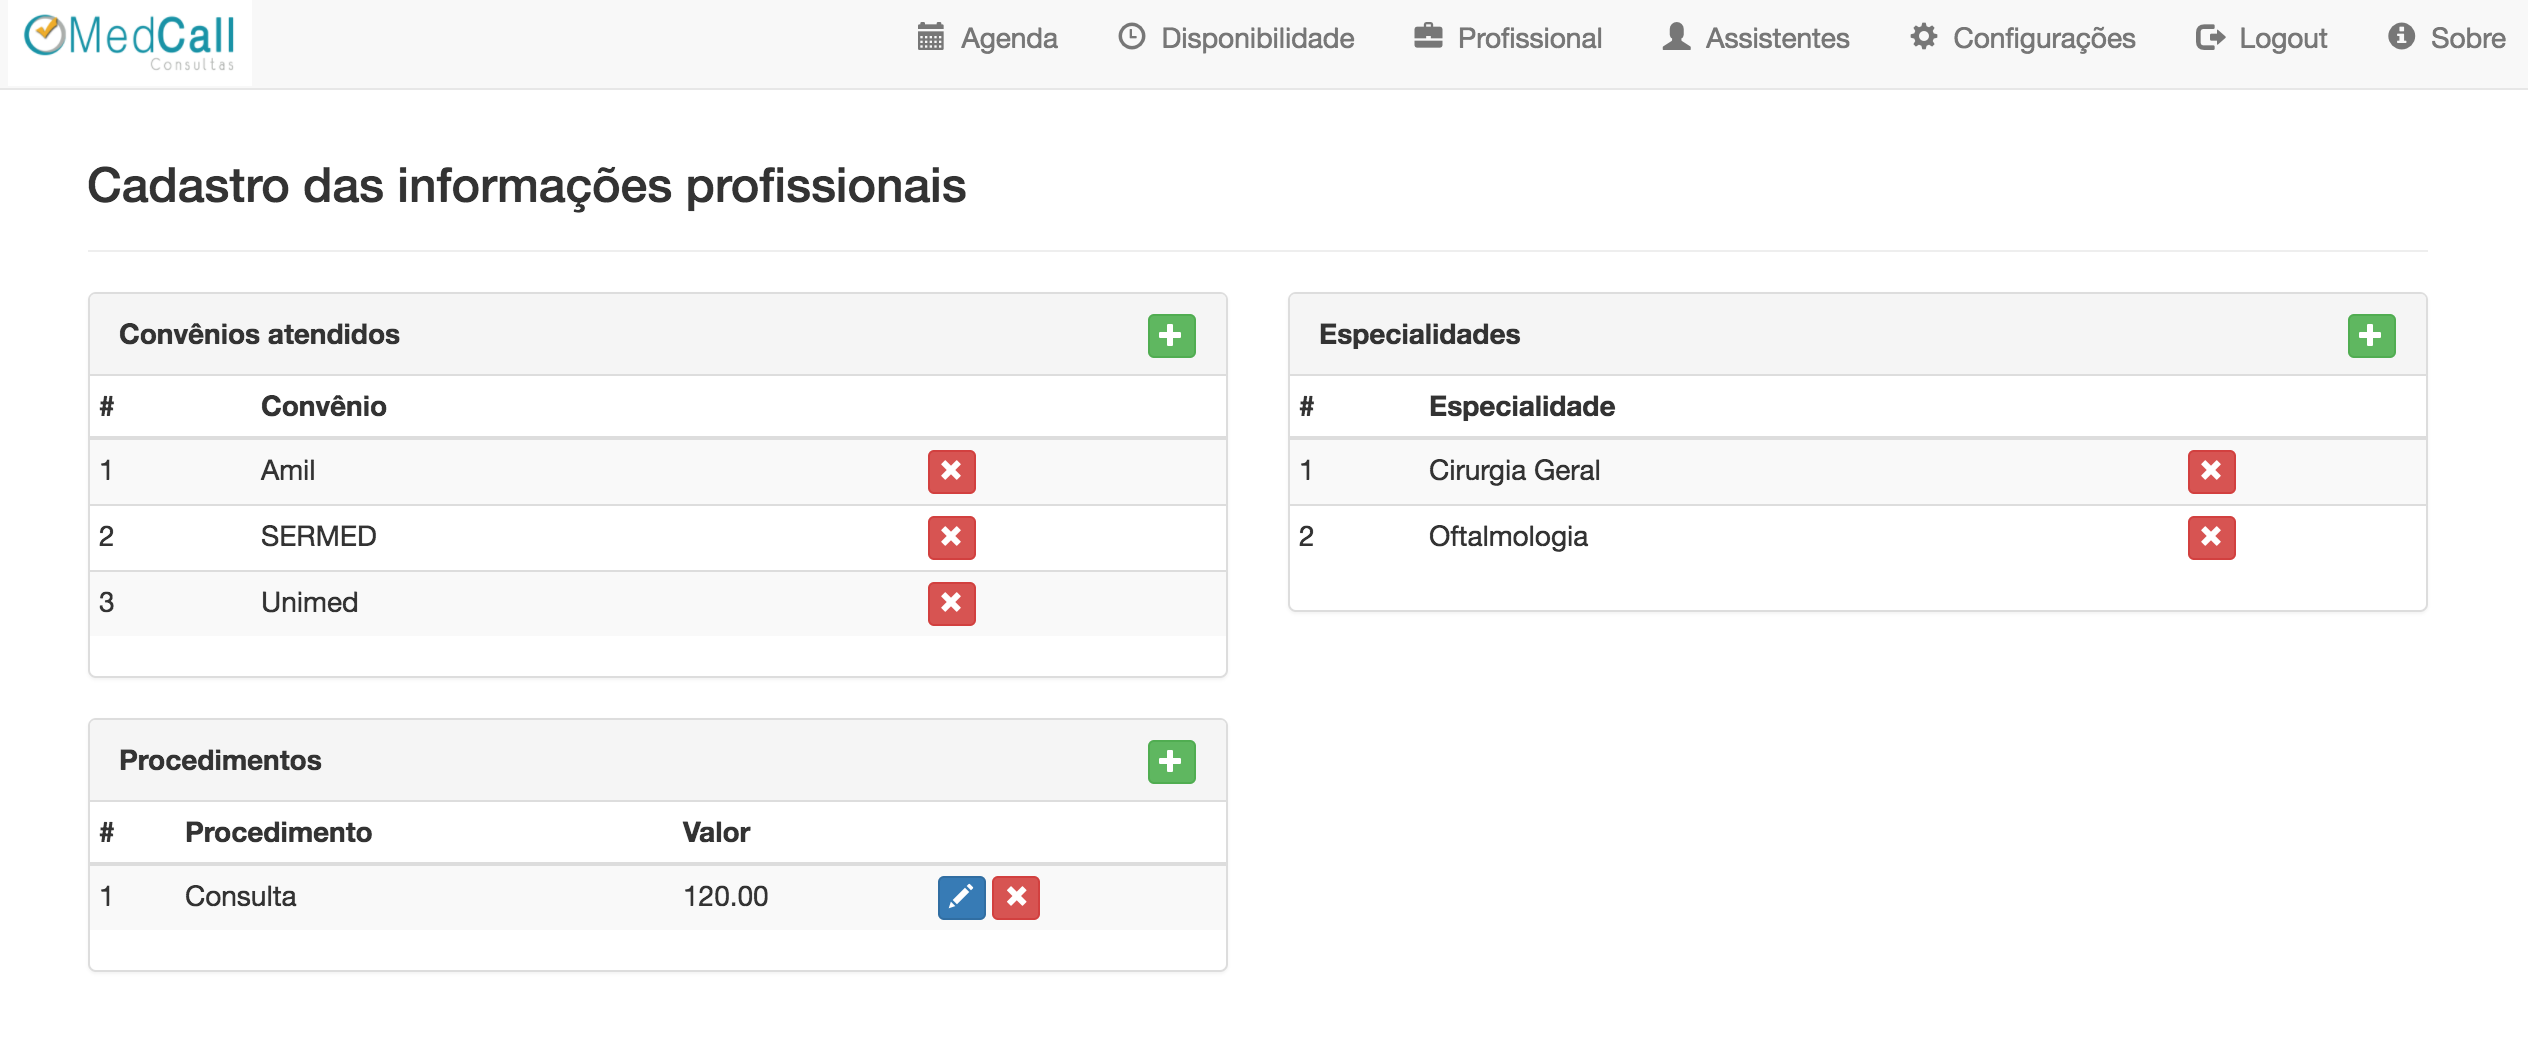 MedCall
Consultas
Agenda Disponibilidade Profissional Assistentes Configurações Logout Sobre
Cadastro das informações profissionais
Convênios atendidos
# Convênio
1 Amil
2 SERMED
3 Unimed
Especialidades
# Especialidade
1 Cirurgia Geral
2 Oftalmologia
Procedimentos
# Procedimento Valor
1 Consulta 120.00